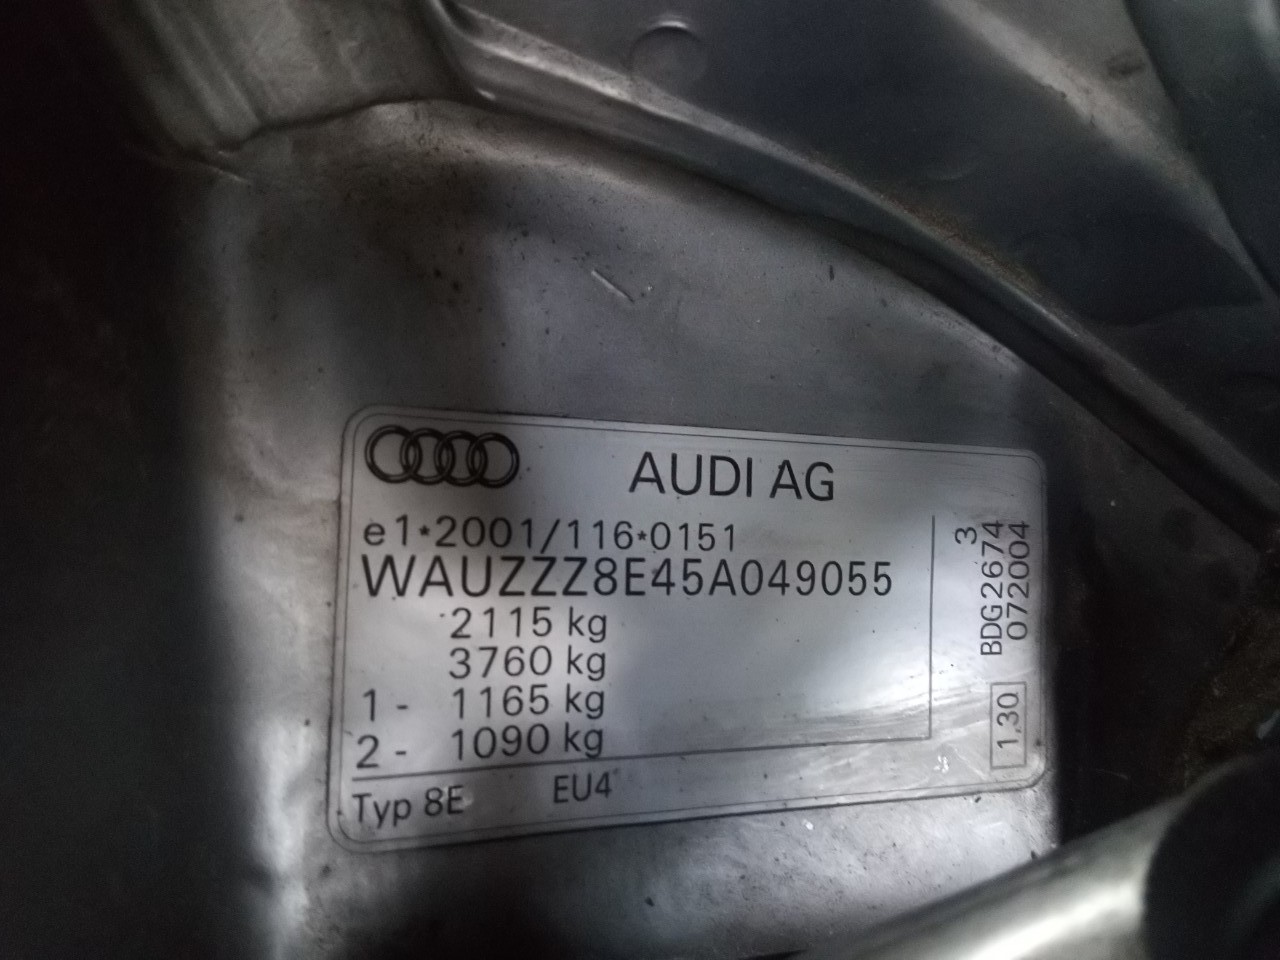 AUDI AG
e1*2001/116*0151
WAUZZZ8E45A049055
2115 kg
3760 kg
1 - 1165 kg
2 - 1090 kg
Typ 8E EU4
3
BDG2674
072004
1.30